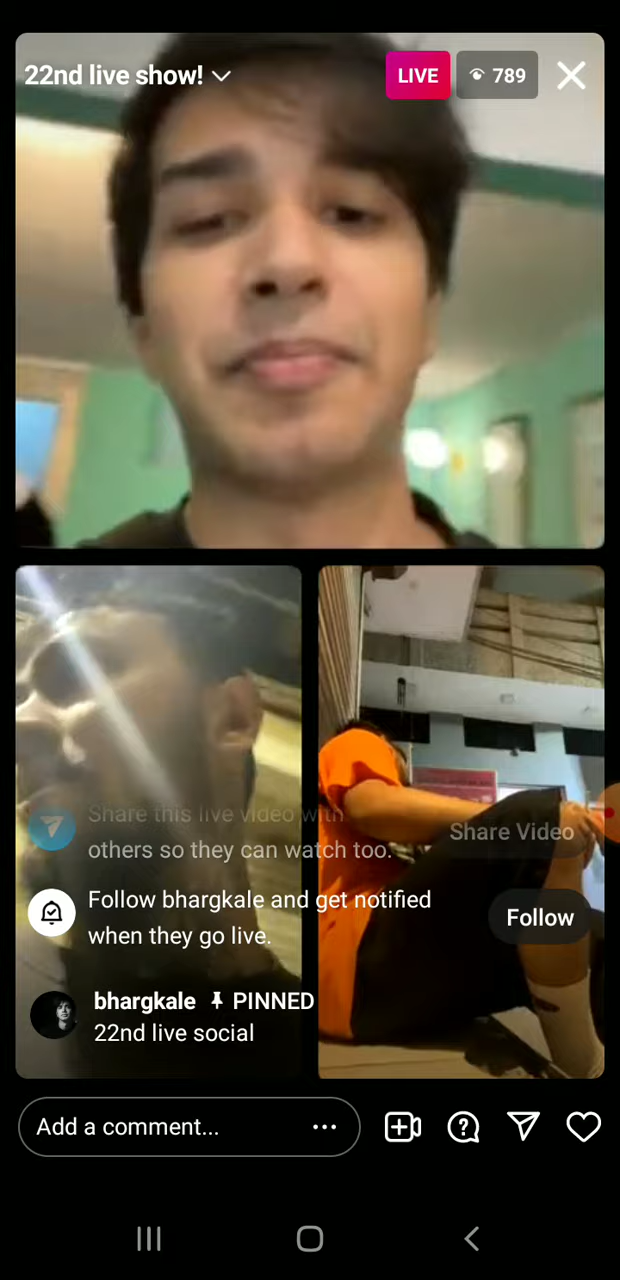 22nd live show!
LIVE
789
Share this live video with
others so they can watch too.
Share Video
Follow bhargkale and get notified
when they go live.
Follow
bhargkale PINNED
22nd live social
Add a comment...